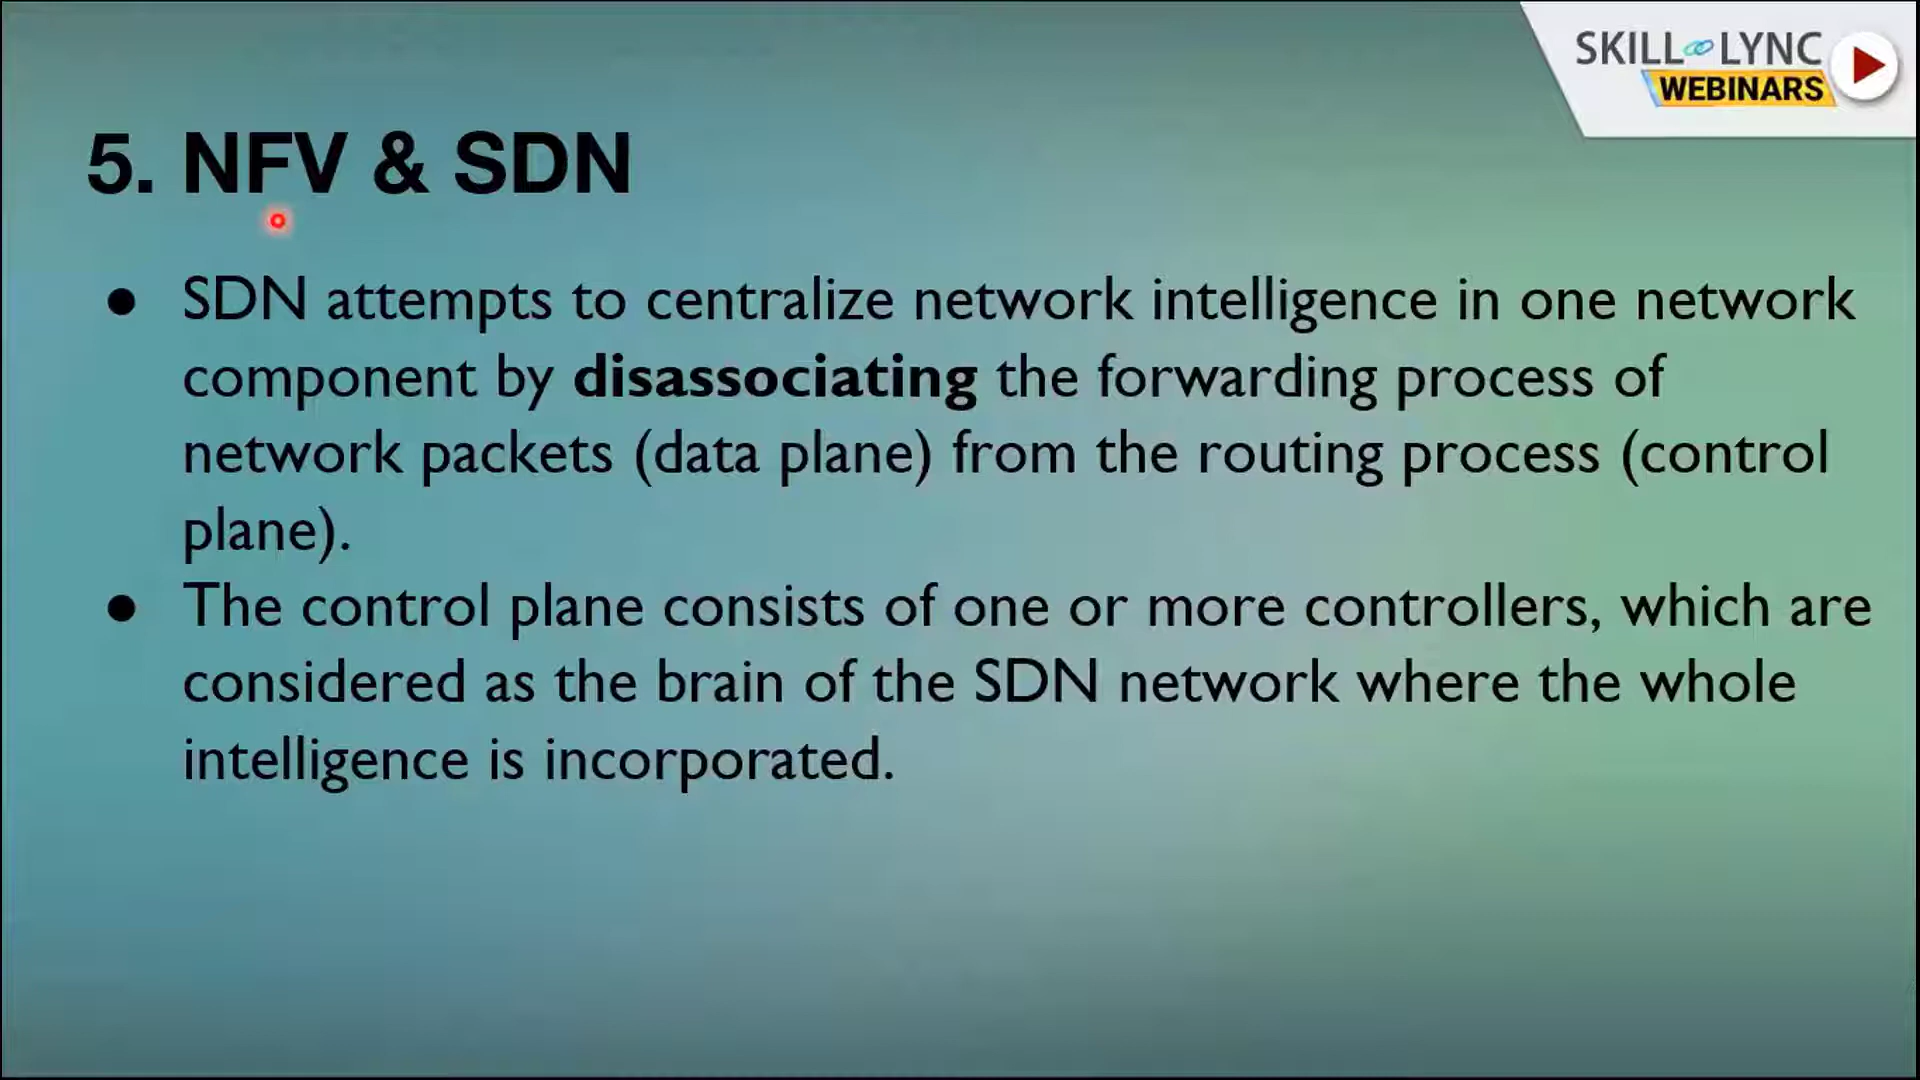 SKILL LYNC
WEBINARS
5. NFV & SDN
● SDN attempts to centralize network intelligence in one network
component by disassociating the forwarding process of
network packets (data plane) from the routing process (control
plane).
● The control plane consists of one or more controllers, which are
considered as the brain of the SDN network where the whole
intelligence is incorporated.